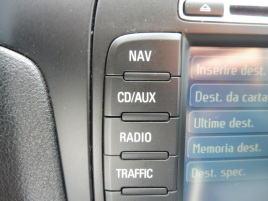 NAV
Inserire dest.
CD/AUX
Dest. da carta
RADIO
Ultime dest.
Memoria dest.
TRAFFIC
Dest. spec.